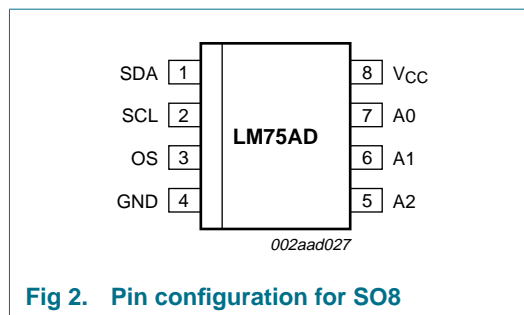 SDA 1 8 VCC
SCL 2 7 A0
LM75AD
OS 3 6 A1
GND 4 5 A2
002aad027
Fig 2. Pin configuration for SO8